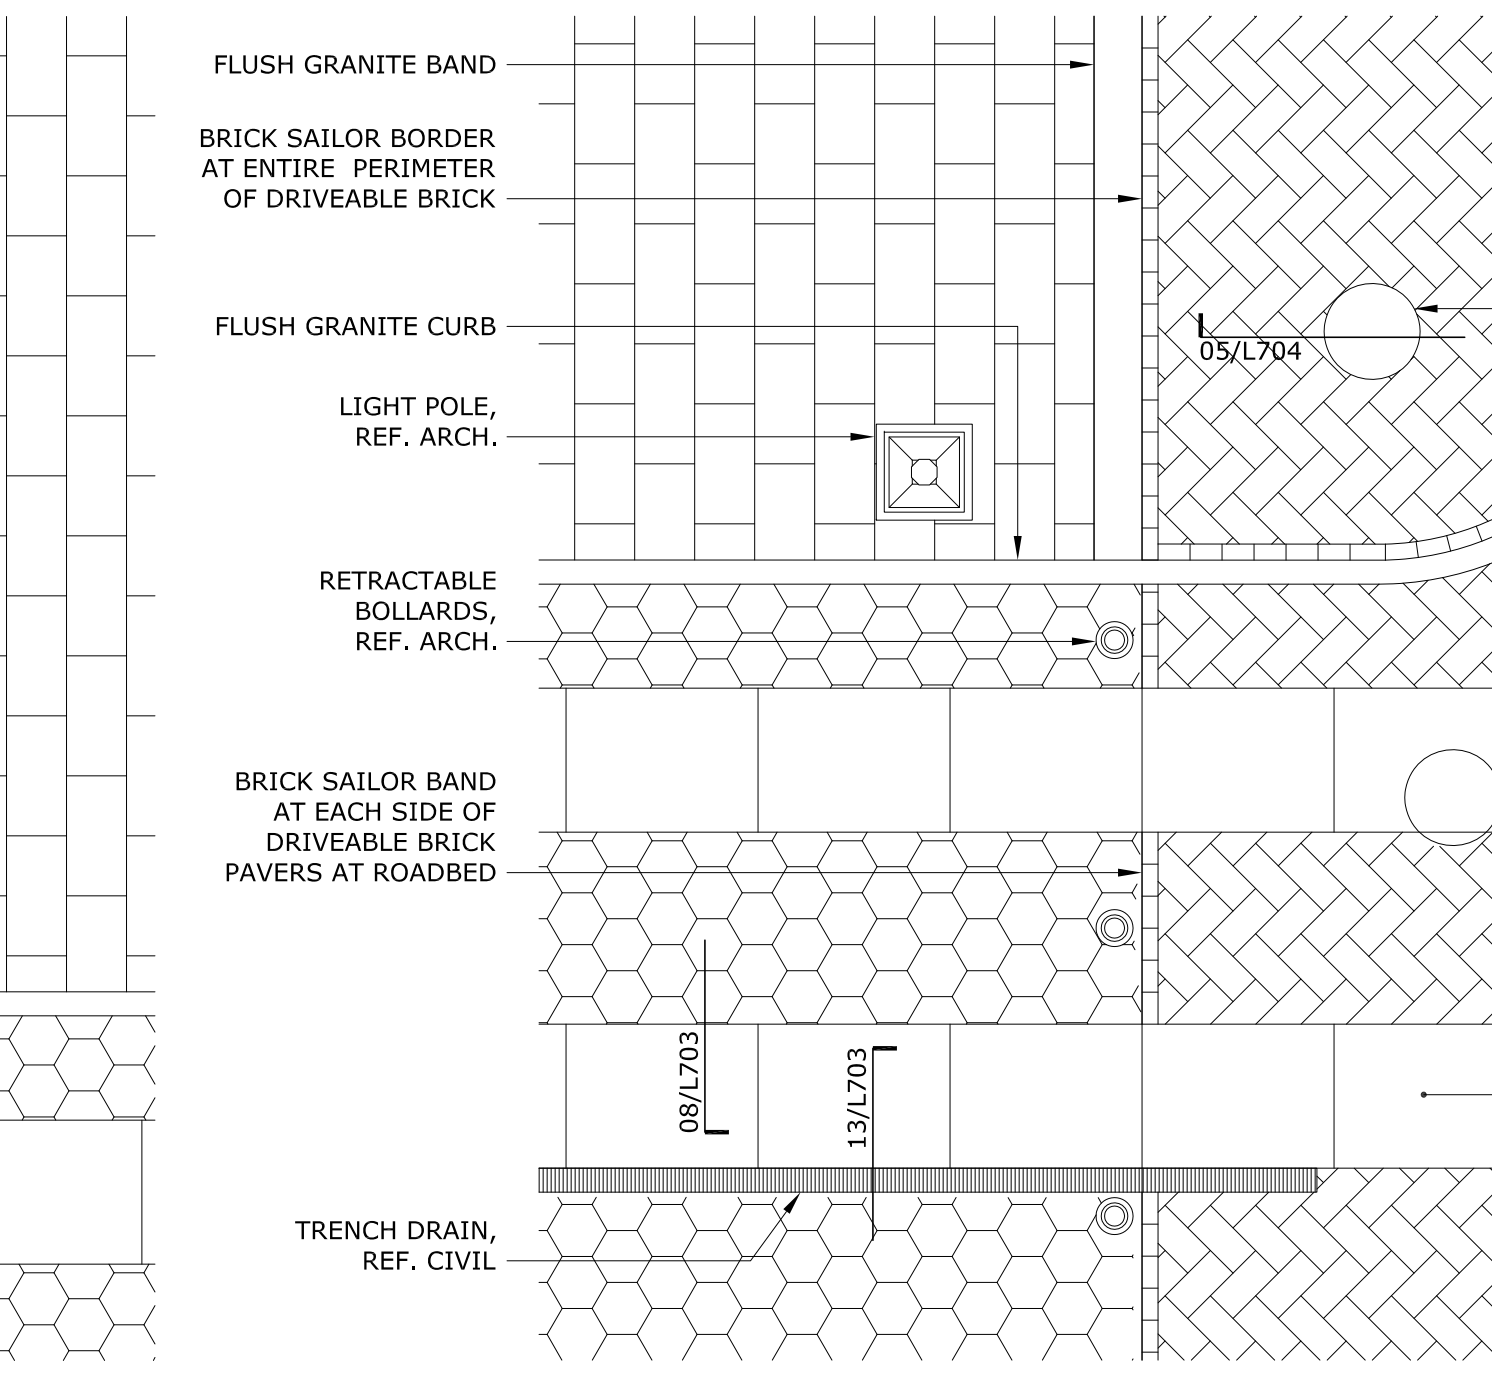 FLUSH GRANITE BAND
BRICK SAILOR BORDER
AT ENTIRE PERIMETER
OF DRIVEABLE BRICK
FLUSH GRANITE CURB
05/L704
LIGHT POLE,
REF. ARCH.
RETRACTABLE
BOLLARDS,
REF. ARCH.
BRICK SAILOR BAND
AT EACH SIDE OF
DRIVEABLE BRICK
PAVERS AT ROADBED
08/L703
13/L703
TRENCH DRAIN,
REF. CIVIL